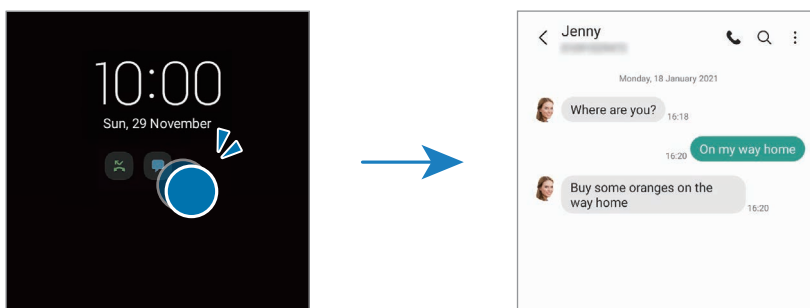 10:00
Sun, 29 November
Jenny
Monday, 18 January 2021
Where are you?
16:18
16:20
On my way home
Buy some oranges on the
way home
16:20